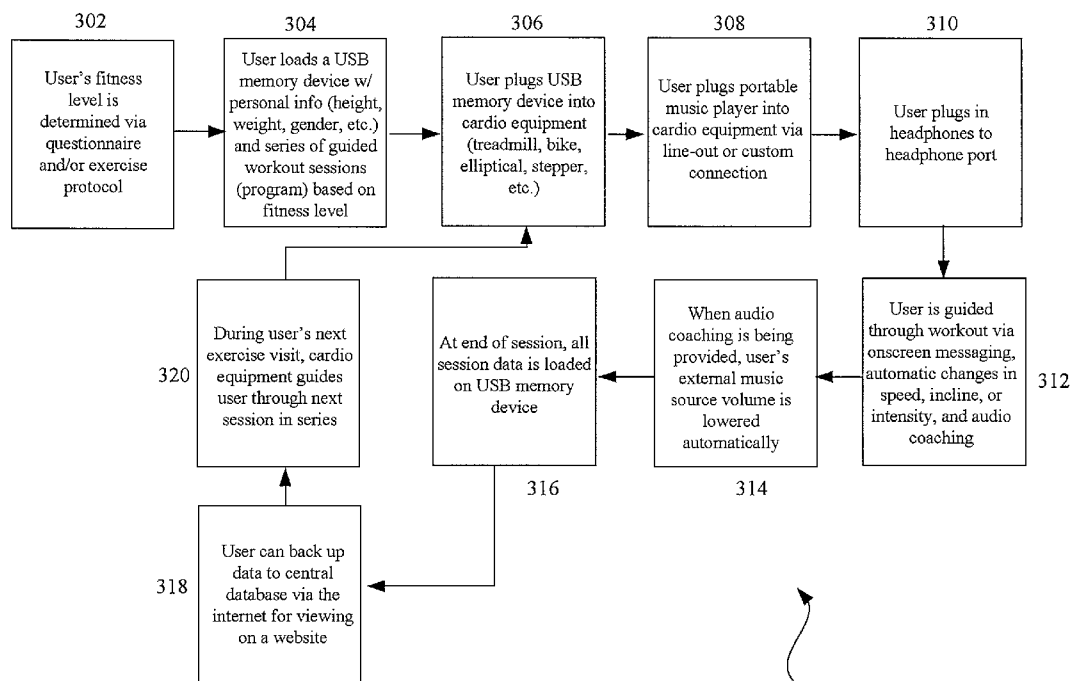 302
User's fitness
level is
determined via
questionnaire
and/or exercise
protocol
304
User loads a USB
memory device w/
personal info (height,
weight, gender, etc.)
and series of guided
workout sessions
(program) based on
fitness level
306
User plugs USB
memory device into
cardio equipment
(treadmill, bike,
elliptical, stepper,
etc.)
308
User plugs portable
music player into
cardio equipment via
line-out or custom
connection
310
User plugs in
headphones to
headphone port
312
User is guided
through workout via
onscreen messaging,
automatic changes in
speed, incline, or
intensity, and audio
coaching
314
When audio
coaching is being
provided, user's
external music
source volume is
lowered
automatically
316
At end of session, all
session data is loaded
on USB memory
device
318
User can back up
data to central
database via the
internet for viewing
on a website
320
During user's next
exercise visit, cardio
equipment guides
user through next
session in series